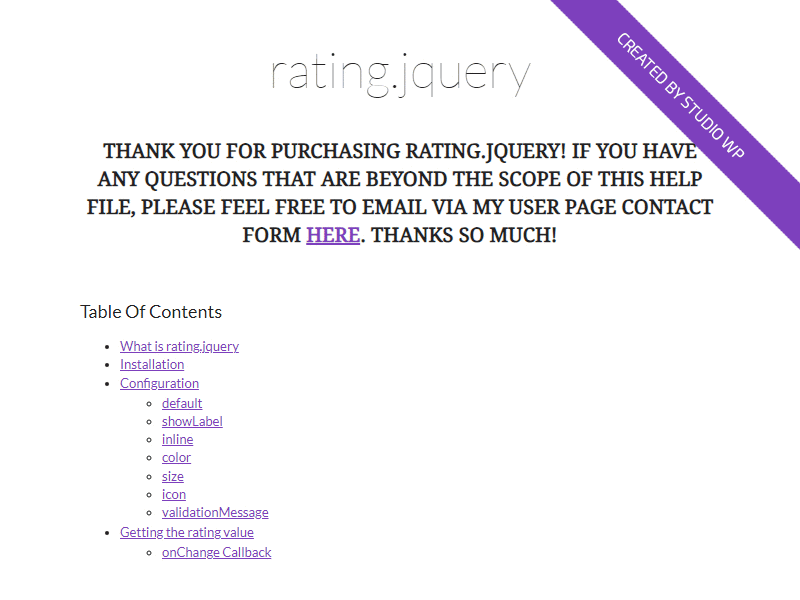 rating.jquery
CREATED BY STUDIO WP
THANK YOU FOR PURCHASING RATING.JQUERY! IF YOU HAVE
ANY QUESTIONS THAT ARE BEYOND THE SCOPE OF THIS HELP
FILE, PLEASE FEEL FREE TO EMAIL VIA MY USER PAGE CONTACT
FORM HERE. THANKS SO MUCH!
Table Of Contents
What is rating.jquery
Installation
Configuration
default
showLabel
inline
color
size
icon
validationMessage
Getting the rating value
onChange Callback